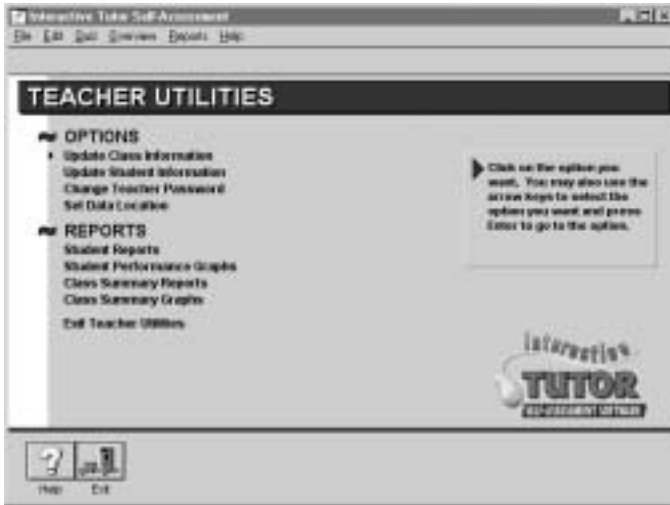 Interactive Tutor Self-Assessment
File Edit Quiz Overview Reports Help
TEACHER UTILITIES
OPTIONS
Update Class Information
Update Student Information
Change Teacher Password
Set Data Location
REPORTS
Student Reports
Student Performance Graphs
Class Summary Reports
Class Summary Graphs
Exit Teacher Utilities
Click on the option you
want. You may also use the
arrow keys to select the
option you want and press
Enter to go to the option.
interactive
TUTOR
SELF-ASSESSMENT SOFTWARE
Help Exit